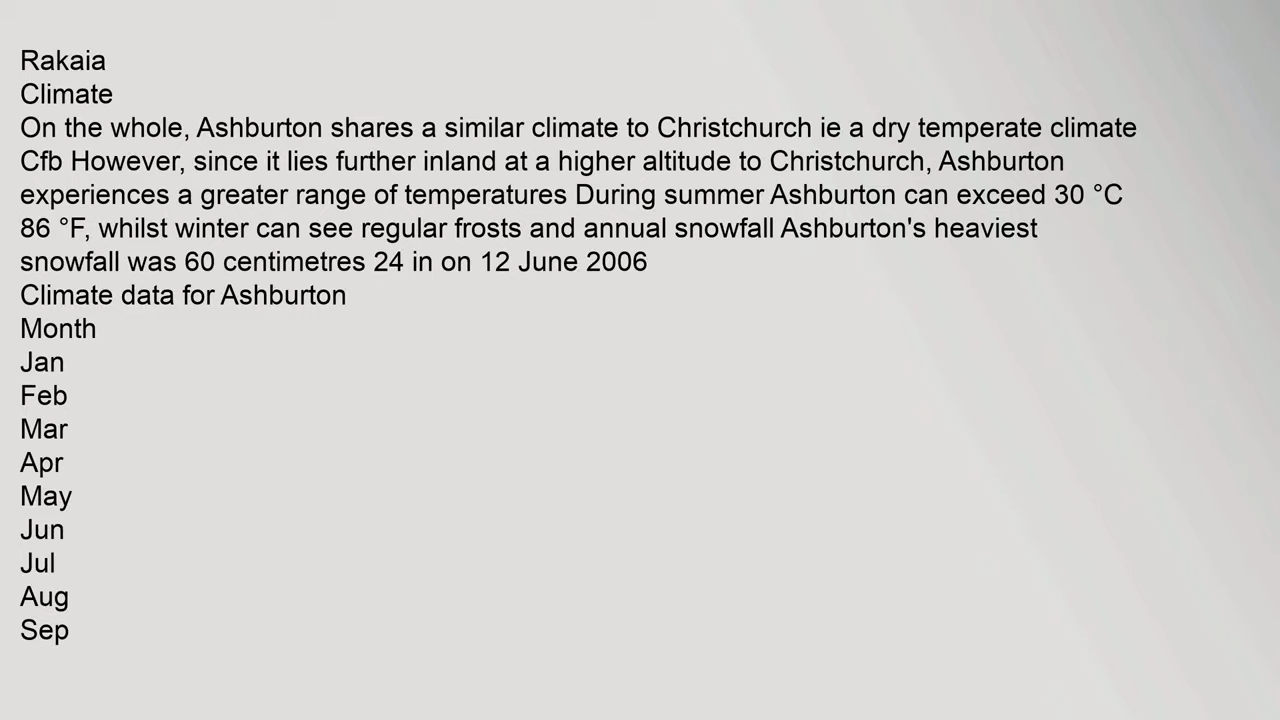 Rakaia
Climate
On the whole, Ashburton shares a similar climate to Christchurch ie a dry temperate climate
Cfb However, since it lies further inland at a higher altitude to Christchurch, Ashburton
experiences a greater range of temperatures During summer Ashburton can exceed 30 °C
86 °F, whilst winter can see regular frosts and annual snowfall Ashburton's heaviest
snowfall was 60 centimetres 24 in on 12 June 2006
Climate data for Ashburton
Month
Jan
Feb
Mar
Apr
May
Jun
Jul
Aug
Sep